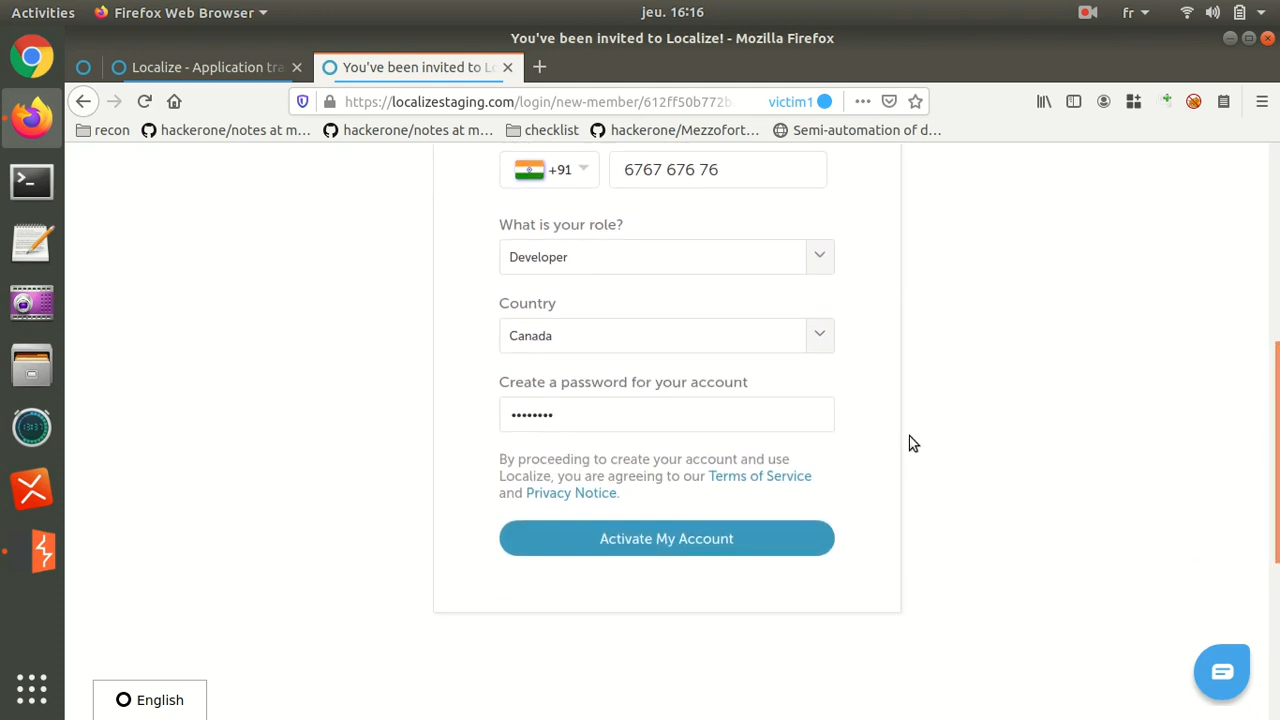 Activities Firefox Web Browser jeu. 16:16 fr
You've been invited to Localize! - Mozilla Firefox
Localize - Application tra You've been invited to L
https://localizestaging.com/login/new-member/612ff50b772b. victim1
recon hackerone/notes at m... hackerone/notes at m... checklist hackerone/Mezzofort... Semi-automation of d...
+91 6767 676 76
What is your role?
Developer
Country
Canada
Create a password for your account
••••••••
By proceeding to create your account and use
Localize, you are agreeing to our Terms of Service
and Privacy Notice.
Activate My Account
English